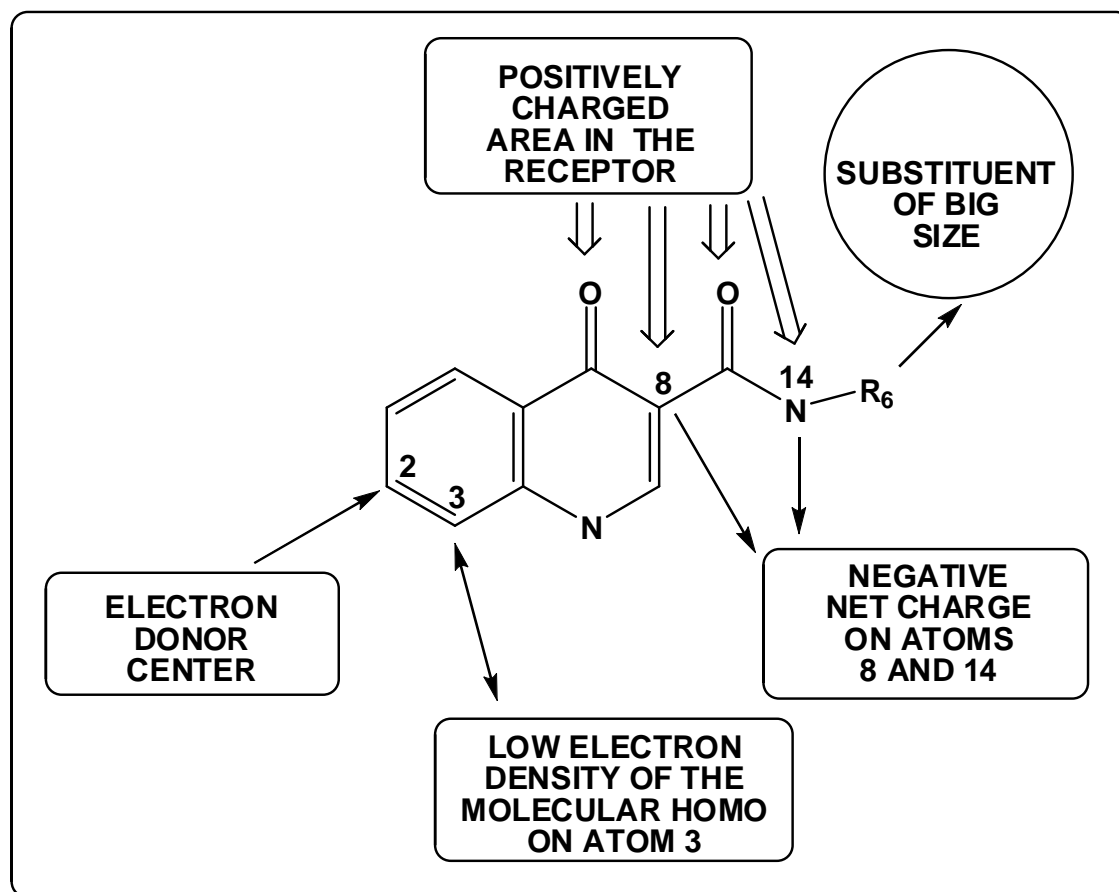 POSITIVELY
CHARGED
AREA IN THE
RECEPTOR
SUBSTITUENT
OF BIG
SIZE
O
O
8
14
N
R6
2
3
N
ELECTRON
DONOR
CENTER
NEGATIVE
NET CHARGE
ON ATOMS
8 AND 14
LOW ELECTRON
DENSITY OF THE
MOLECULAR HOMO
ON ATOM 3